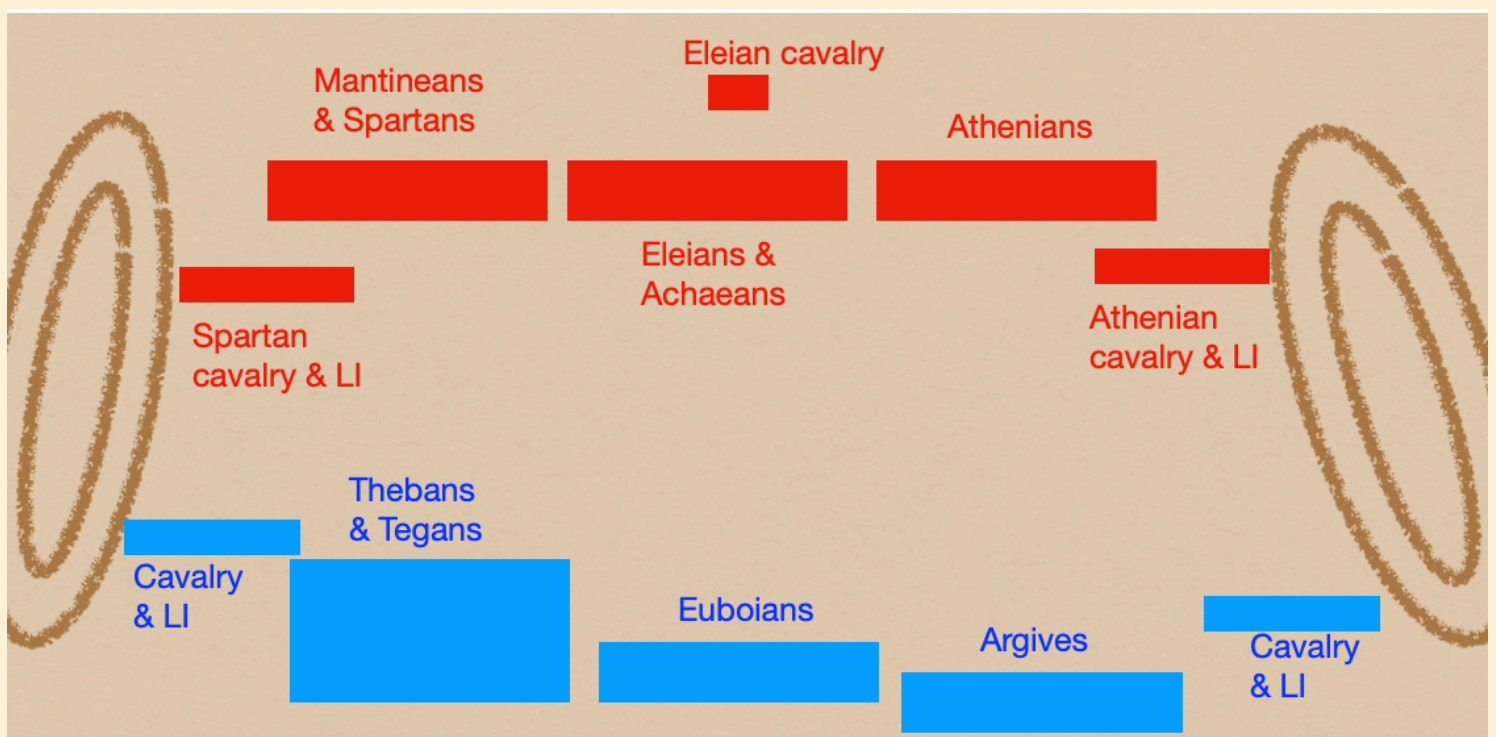 Eleian cavalry
Mantineans
& Spartans
Athenians
Eleians &
Achaeans
Spartan
cavalry & LI
Athenian
cavalry & LI
Thebans
& Tegans
Cavalry
& LI
Euboians
Argives
Cavalry
& LI